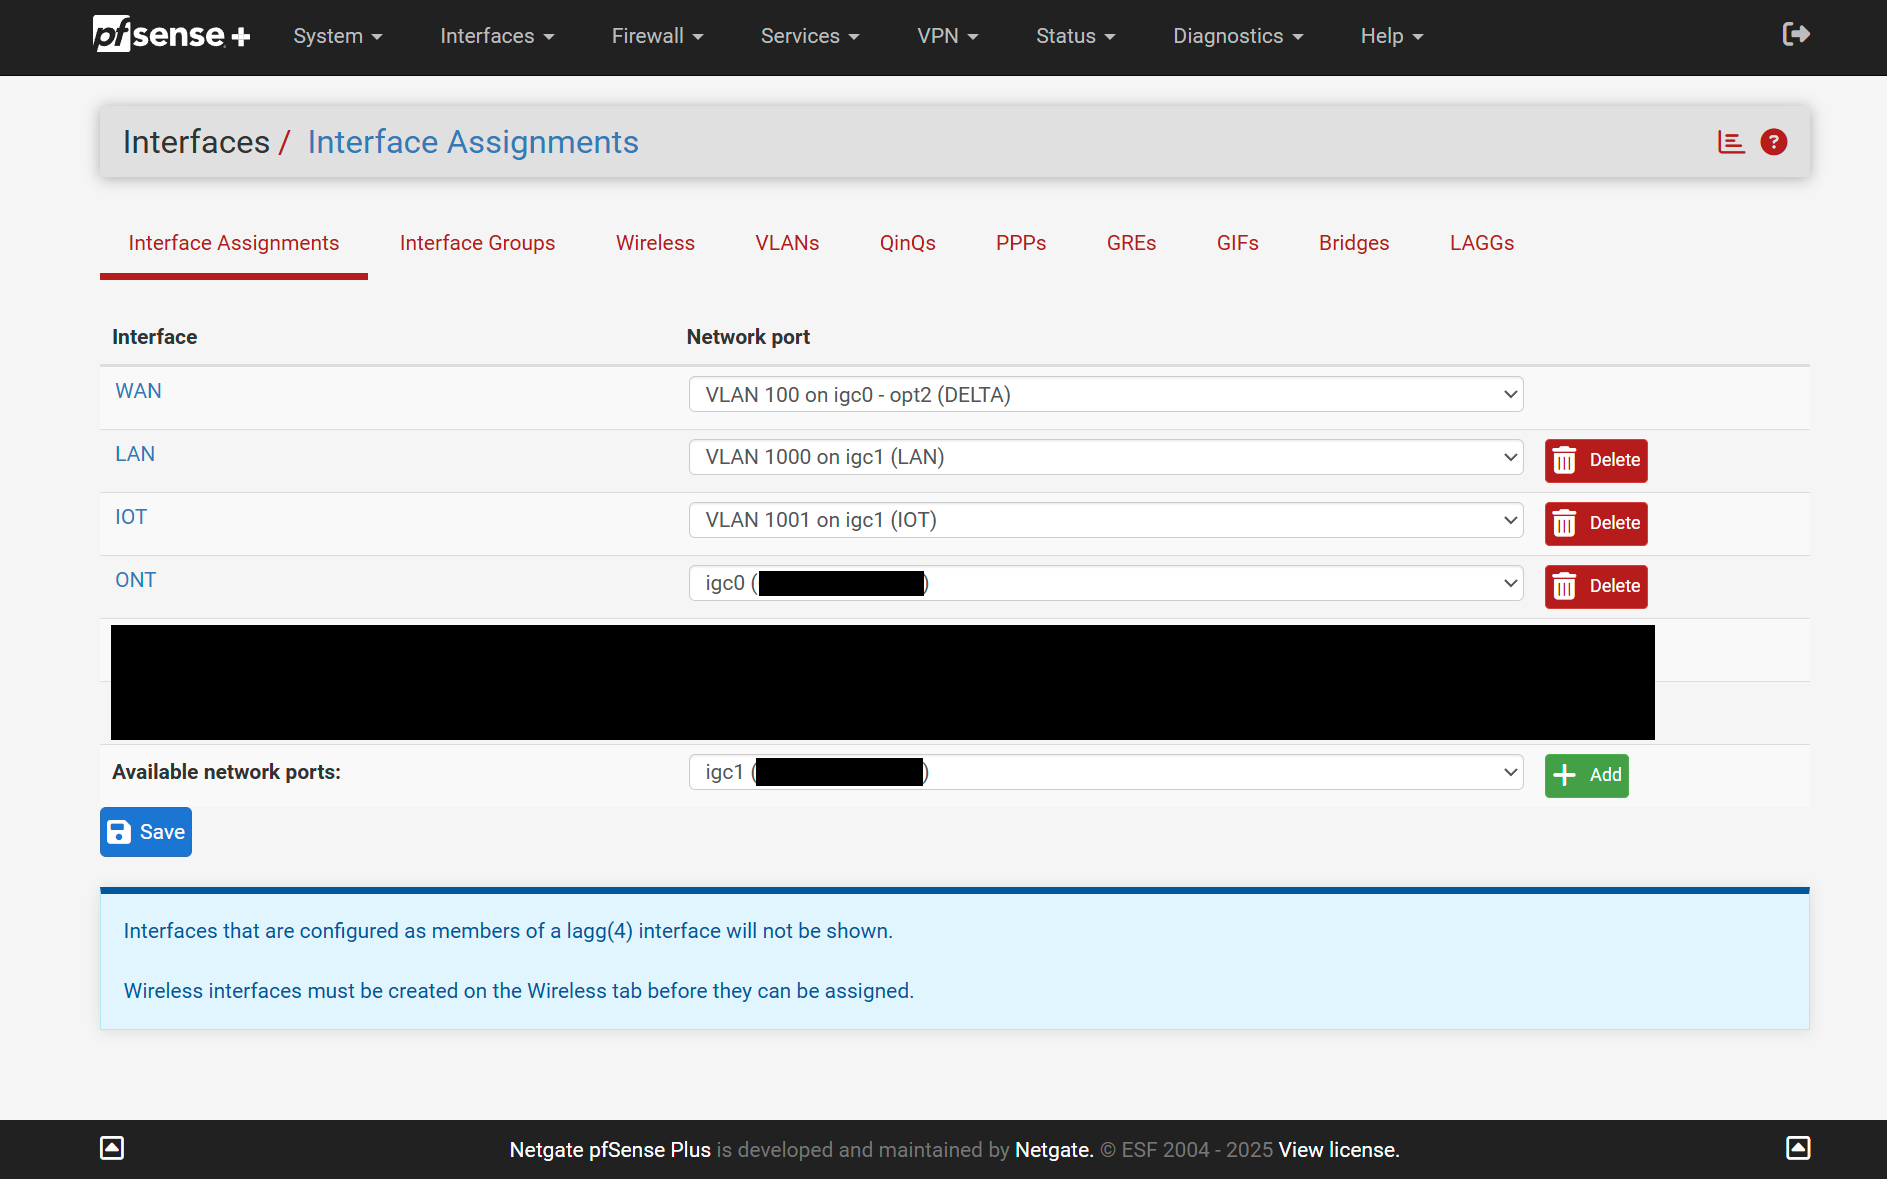 pfsense + System Interfaces Firewall Services VPN Status Diagnostics Help
Interfaces / Interface Assignments
Interface Assignments Interface Groups Wireless VLANs QinQs PPPs GREs GIFs Bridges LAGGs
Interface Network port
WAN VLAN 100 on igc0 - opt2 (DELTA)
LAN VLAN 1000 on igc1 (LAN) Delete
IOT VLAN 1001 on igc1 (IOT) Delete
ONT igc0 ( ) Delete
Available network ports: igc1 ( ) Add
Save
Interfaces that are configured as members of a lagg(4) interface will not be shown.
Wireless interfaces must be created on the Wireless tab before they can be assigned.
Netgate pfSense Plus is developed and maintained by Netgate. © ESF 2004 - 2025 View license.